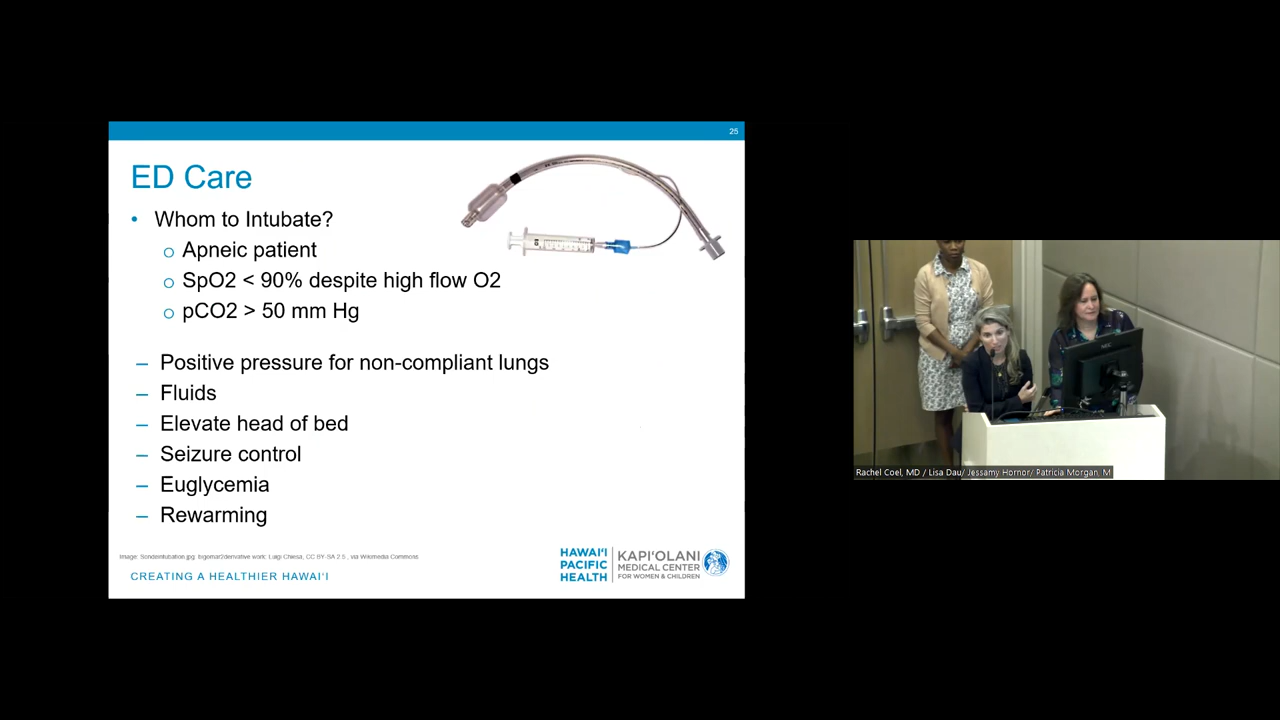 25
ED Care
• Whom to Intubate?
o Apneic patient
o SpO2 < 90% despite high flow O2
o pCO2 > 50 mm Hg
– Positive pressure for non-compliant lungs
– Fluids
– Elevate head of bed
– Seizure control
– Euglycemia
– Rewarming
Image: Sondeintubation.jpg: bigemar2derivative work: Luigi Chiesa, CC BY-SA 2.5, via Wikimedia Commons
CREATING A HEALTHIER HAWAI‘I
HAWAI‘I
PACIFIC
HEALTH
KAPI‘OLANI
MEDICAL CENTER
FOR WOMEN & CHILDREN
NEC
Rachel Coel, MD / Lisa Dau/ Jessamy Hornor/ Patricia Morgan, M